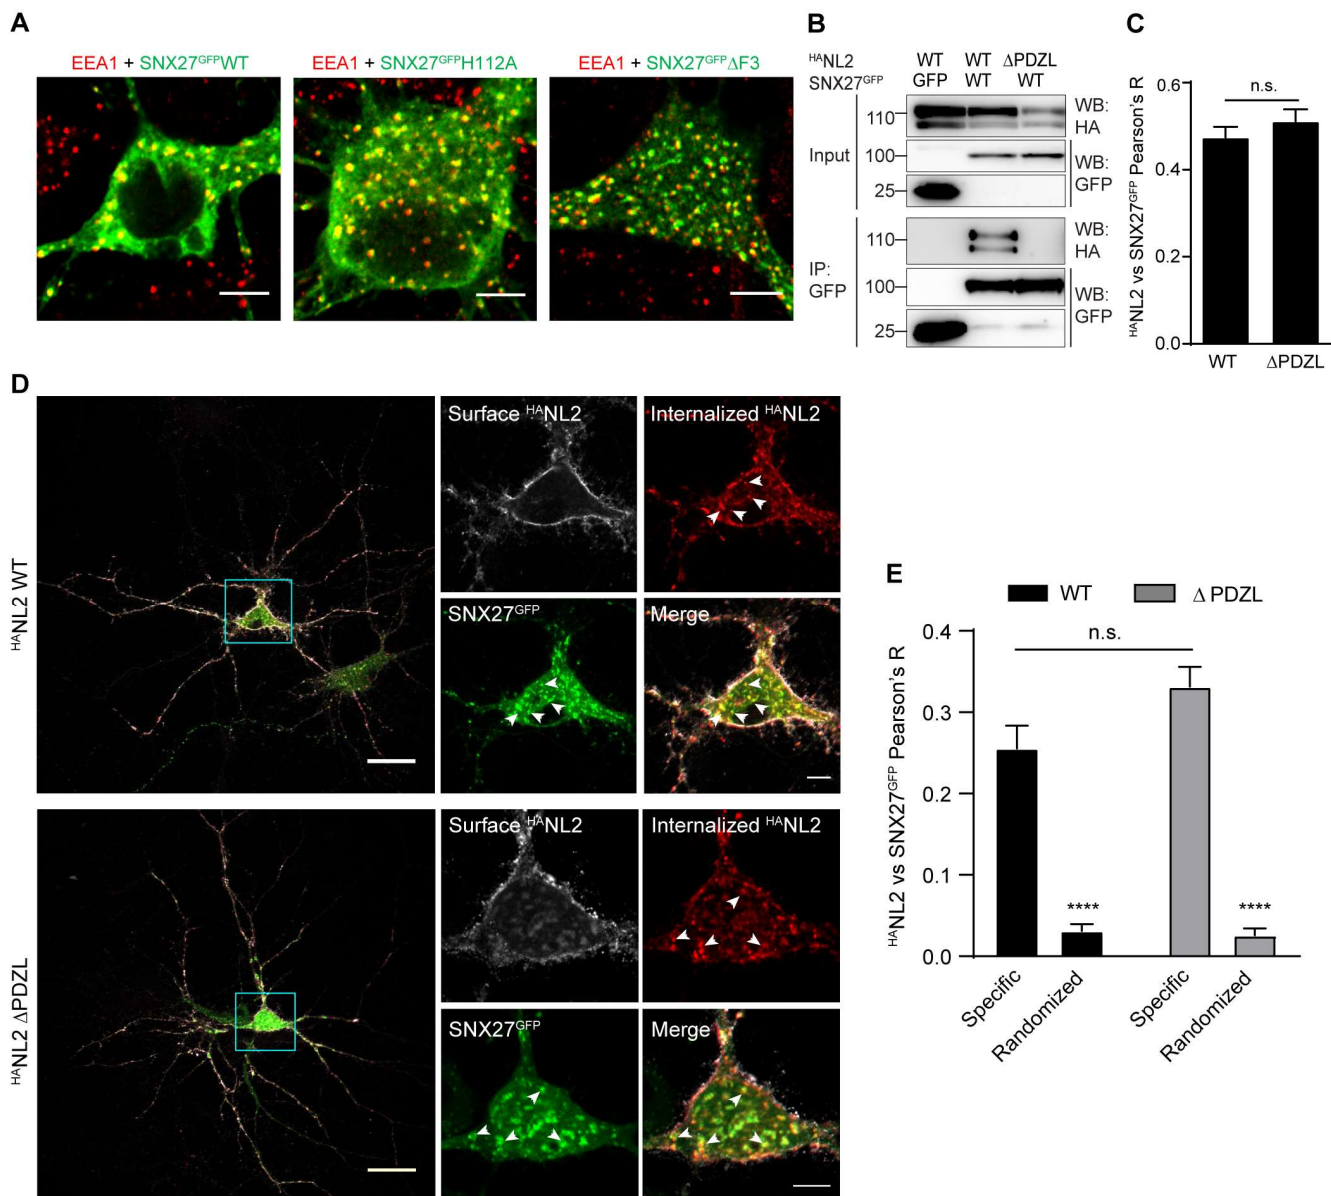 A
EEA1 + SNX27ᴳᶠᴾWT
EEA1 + SNX27ᴳᶠᴾH112A
EEA1 + SNX27ᴳᶠᴾΔF3
B
ᴴᴬNL2 WT WT ΔPDZL
SNX27ᴳᶠᴾ GFP WT WT
Input
110
WB:
HA
100
25
WB:
GFP
IP:
GFP
110
WB:
HA
100
25
WB:
GFP
C
ᴴᴬNL2 vs SNX27ᴳᶠᴾ Pearson's R
0.6
0.4
0.2
0.0
n.s.
WT ΔPDZL
D
ᴴᴬNL2 WT
Surface ᴴᴬNL2
Internalized ᴴᴬNL2
SNX27ᴳᶠᴾ
Merge
ᴴᴬNL2 ΔPDZL
Surface ᴴᴬNL2
Internalized ᴴᴬNL2
SNX27ᴳᶠᴾ
Merge
E
WT Δ PDZL
ᴴᴬNL2 vs SNX27ᴳᶠᴾ Pearson's R
0.4
0.3
0.2
0.1
0.0
n.s.
**** ****
Specific Randomized Specific Randomized